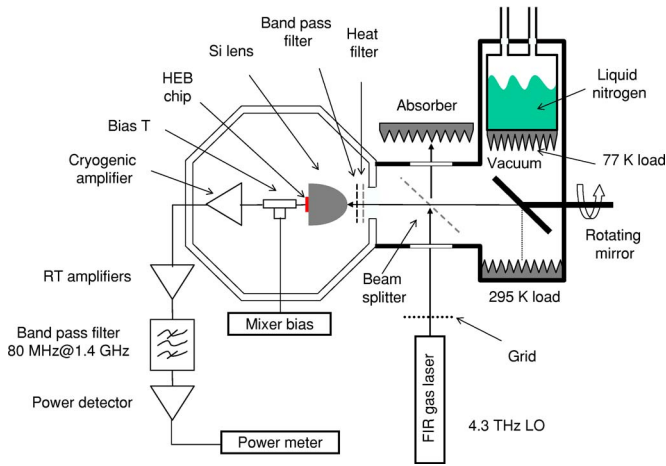 Band pass
filter
Heat
filter
Si lens
HEB
chip
Bias T
Cryogenic
amplifier
Absorber
Liquid
nitrogen
Vacuum
77 K load
Rotating
mirror
Beam
splitter
295 K load
RT amplifiers
Mixer bias
Band pass filter
80 MHz@1.4 GHz
Grid
FIR gas laser
4.3 THz LO
Power detector
Power meter